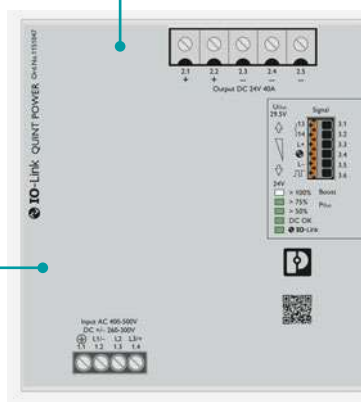 IO-Link QUINT POWER Ord.No.1151047
2.1 2.2 2.3 2.4 2.5
+ + – – –
Output DC 24V 40A
UOut
29.5V
Signal
13 3.1
14 3.2
L+ 3.3
3.4
L– 3.5
3.6
24V
> 100% Boost
> 75% POut
> 50%
DC OK
IO-Link
Input AC 400-500V
DC +/- 260-300V
L1/– L2 L3/+
1.1 1.2 1.3 1.4